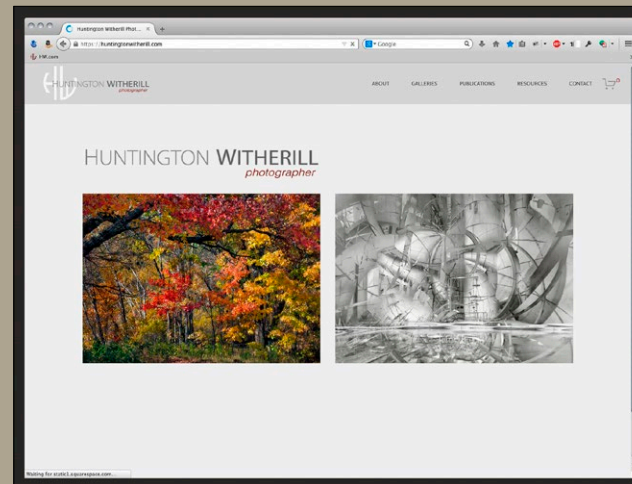 Huntington Witherill Phot...
https://huntingtonwitherill.com
Google
HW.com
HUNTINGTON WITHERILL
photographer
ABOUT GALLERIES PUBLICATIONS RESOURCES CONTACT
HUNTINGTON WITHERILL
photographer
Waiting for static1.squarespace.com...